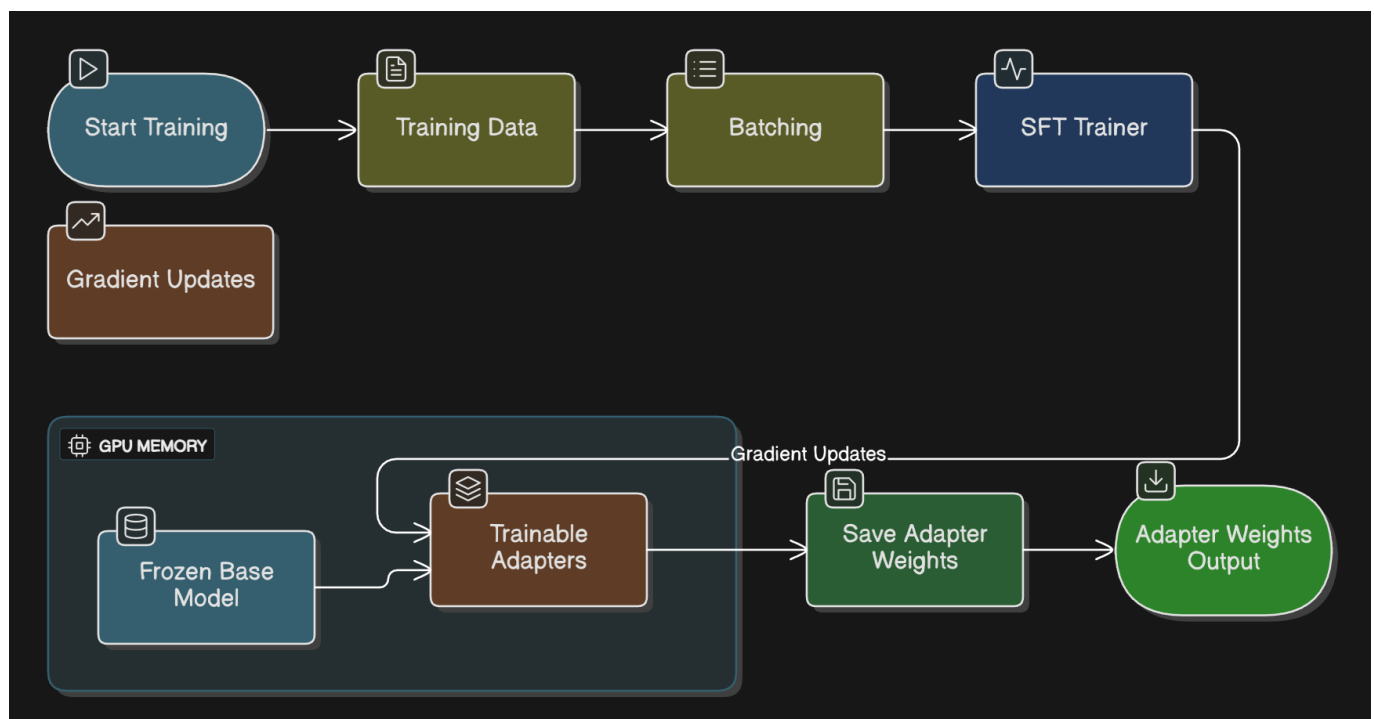 Start Training
Training Data
Batching
SFT Trainer
Gradient Updates
GPU MEMORY
Gradient Updates
Frozen Base
Model
Trainable
Adapters
Save Adapter
Weights
Adapter Weights
Output